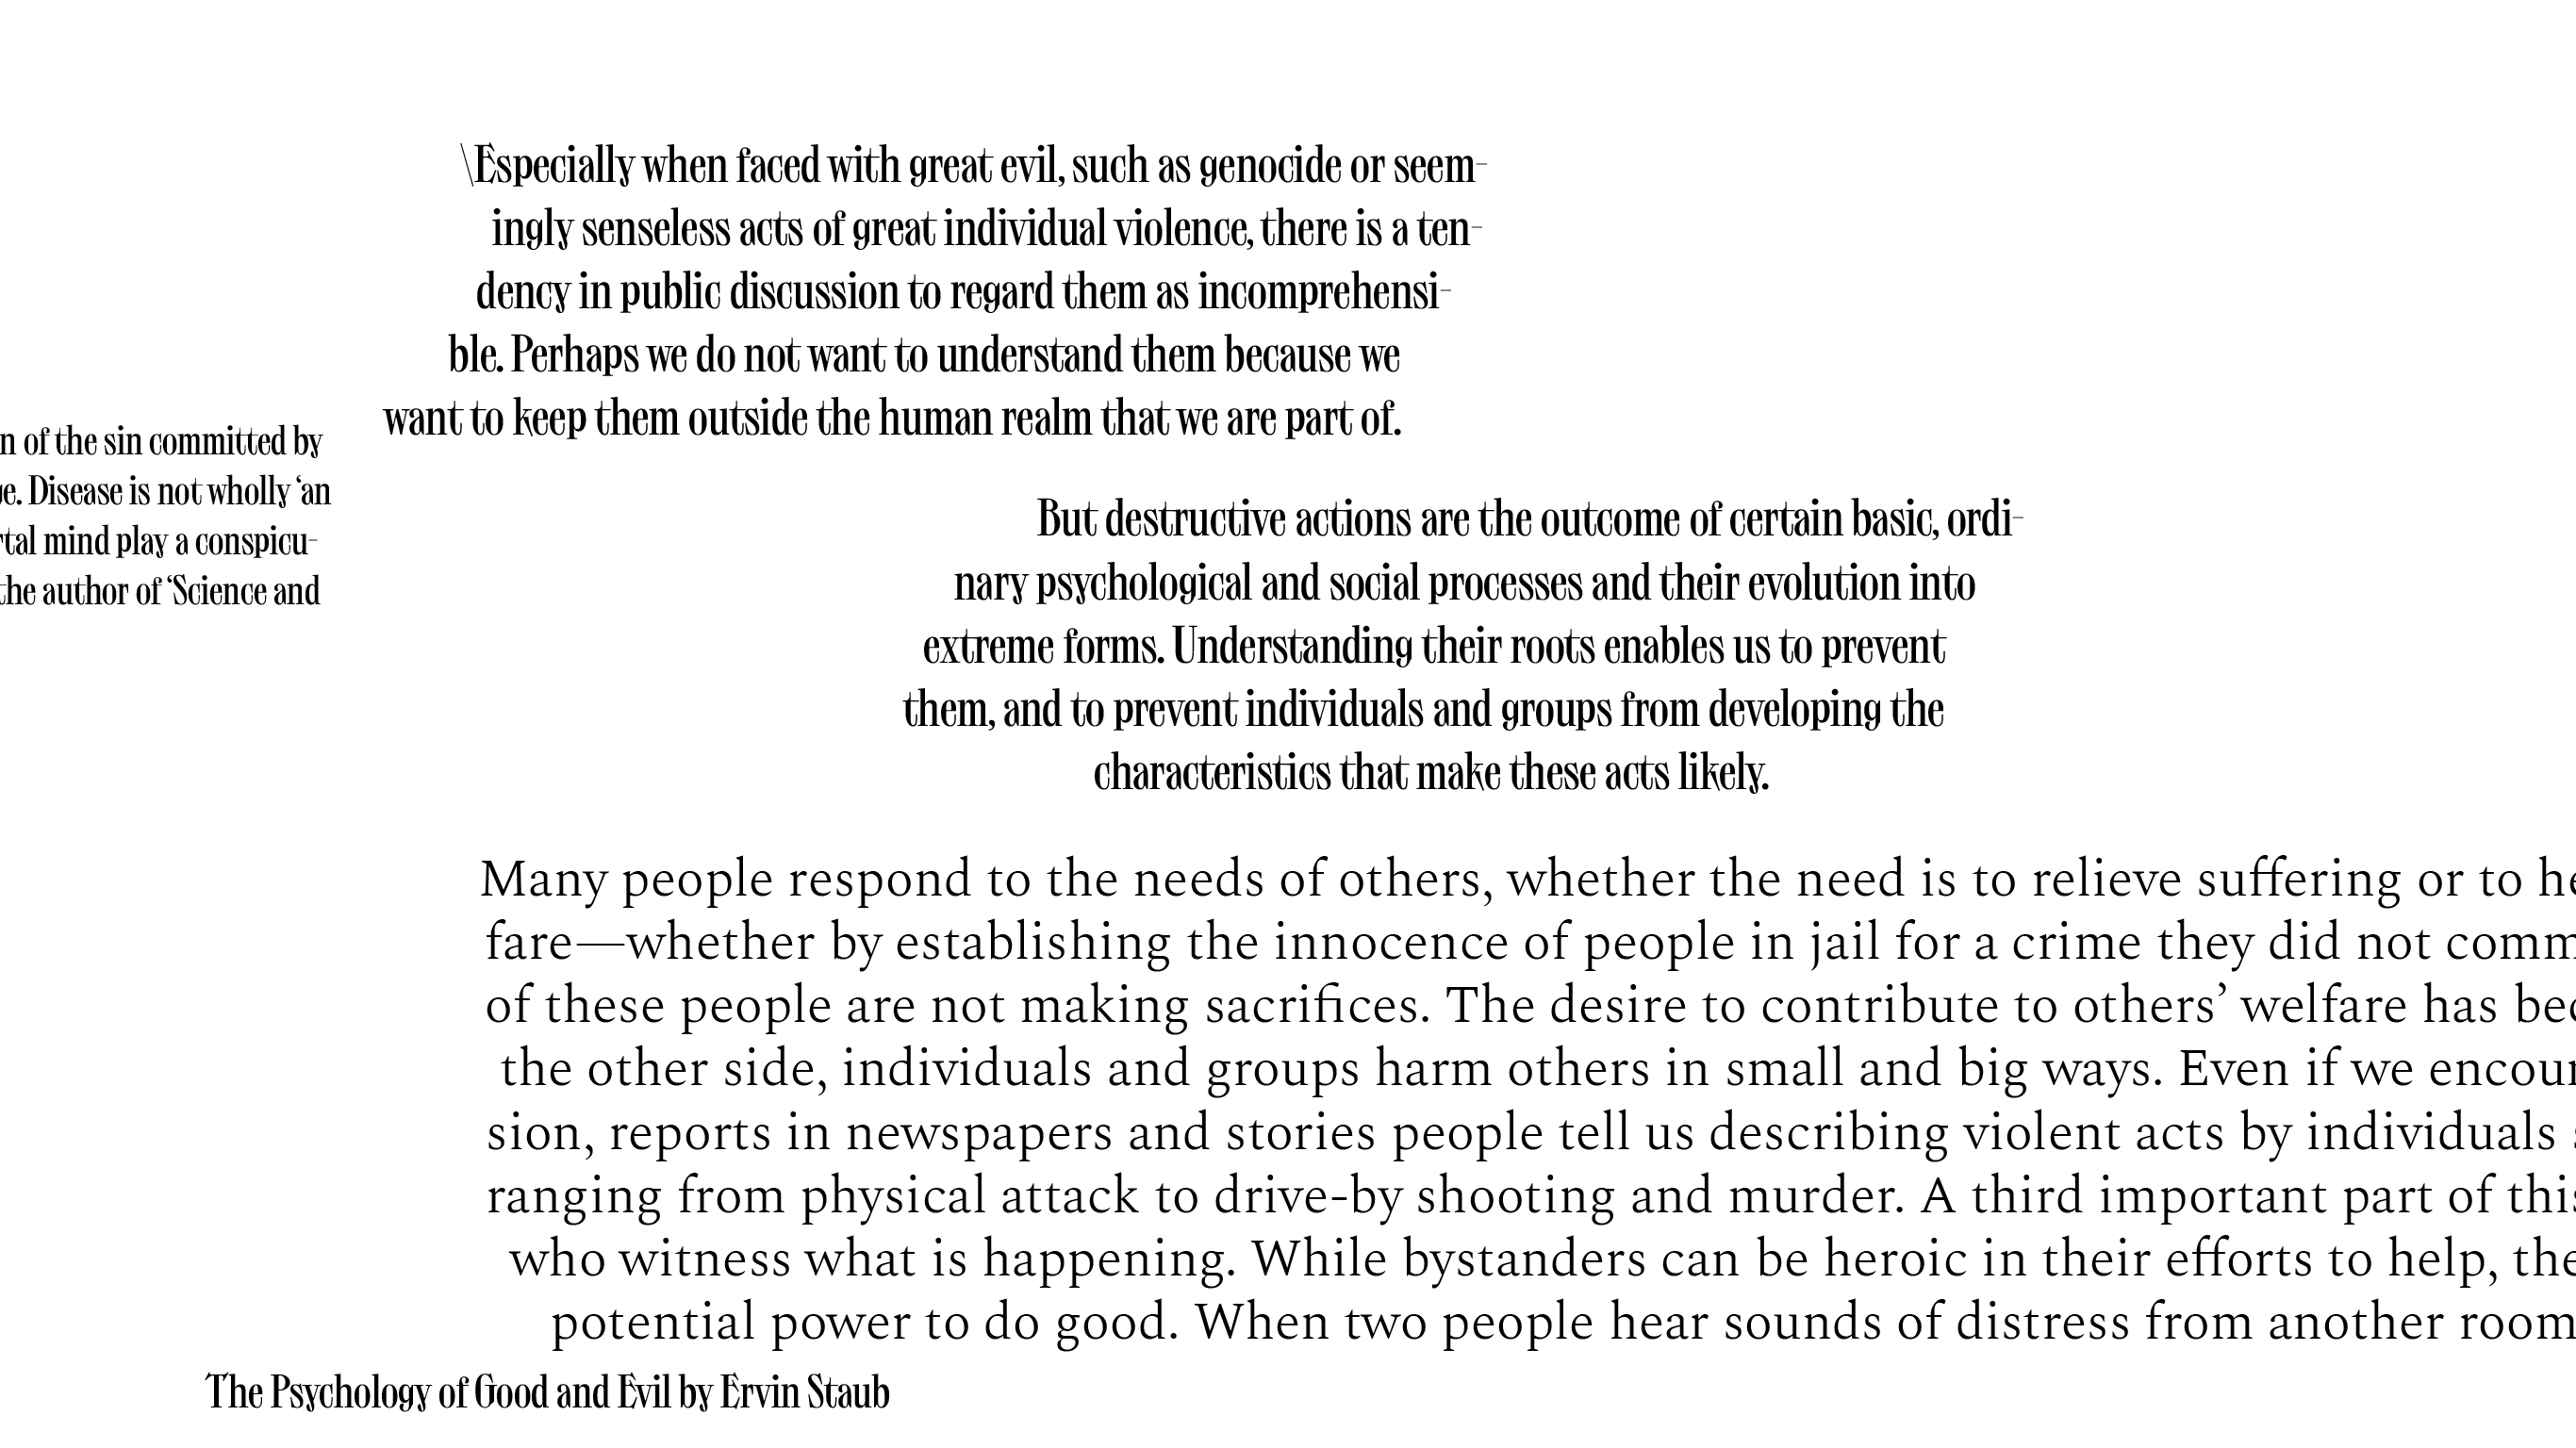 \Especially when faced with great evil, such as genocide or seem-
ingly senseless acts of great individual violence, there is a ten-
dency in public discussion to regard them as incomprehensi-
ble. Perhaps we do not want to understand them because we
want to keep them outside the human realm that we are part of.
n of the sin committed by
e. Disease is not wholly ‘an
tal mind play a conspicu-
the author of ‘Science and
But destructive actions are the outcome of certain basic, ordi-
nary psychological and social processes and their evolution into
extreme forms. Understanding their roots enables us to prevent
them, and to prevent individuals and groups from developing the
characteristics that make these acts likely.
Many people respond to the needs of others, whether the need is to relieve suffering or to he
fare—whether by establishing the innocence of people in jail for a crime they did not comm
of these people are not making sacrifices. The desire to contribute to others’ welfare has bec
the other side, individuals and groups harm others in small and big ways. Even if we encoun
sion, reports in newspapers and stories people tell us describing violent acts by individuals
ranging from physical attack to drive-by shooting and murder. A third important part of this
who witness what is happening. While bystanders can be heroic in their efforts to help, the
potential power to do good. When two people hear sounds of distress from another room
The Psychology of Good and Evil by Ervin Staub